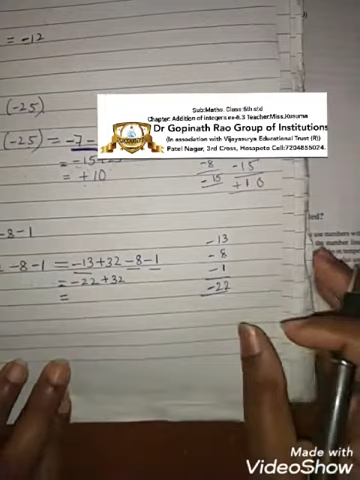 = -12
(-25)
(-25) = -7 -
= -15
= +10
-8
-15
-15
+10
Sub:Maths. Class:6th std
Chapter: Addition of integers ex-6.3 Teacher:Miss.Kusuma
Dr Gopinath Rao Group of Institutions
(In association with Vijayasurya Educational Trust (R))
Patel Nagar, 3rd Cross, Hosapete Cell:7204855024.
-8-1
-8-1 = -13+32-8-1
= -22+32
=
-13
-8
-1
-22
Made with
VideoShow